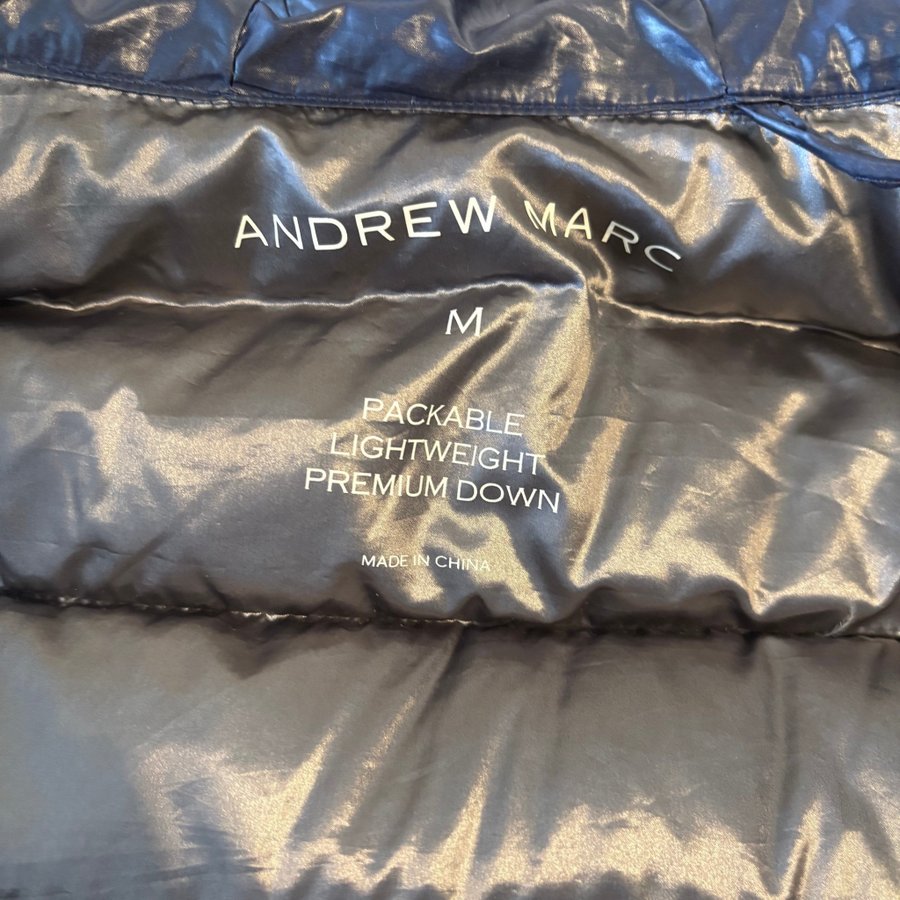 ANDREW MARC
M
PACKABLE
LIGHTWEIGHT
PREMIUM DOWN
MADE IN CHINA